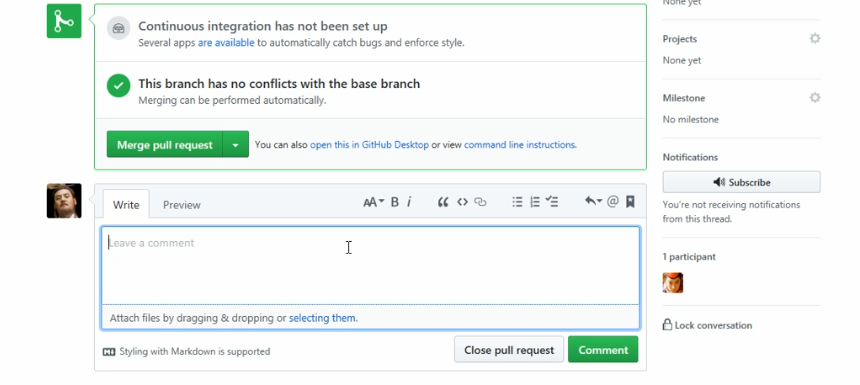 Continuous integration has not been set up
Several apps are available to automatically catch bugs and enforce style.
This branch has no conflicts with the base branch
Merging can be performed automatically.
Merge pull request
You can also open this in GitHub Desktop or view command line instructions.
Write
Preview
AA
B
i
@
Leave a comment
Attach files by dragging & dropping or selecting them.
Styling with Markdown is supported
Close pull request
Comment
None yet
Projects
None yet
Milestone
No milestone
Notifications
Subscribe
You're not receiving notifications
from this thread.
1 participant
Lock conversation